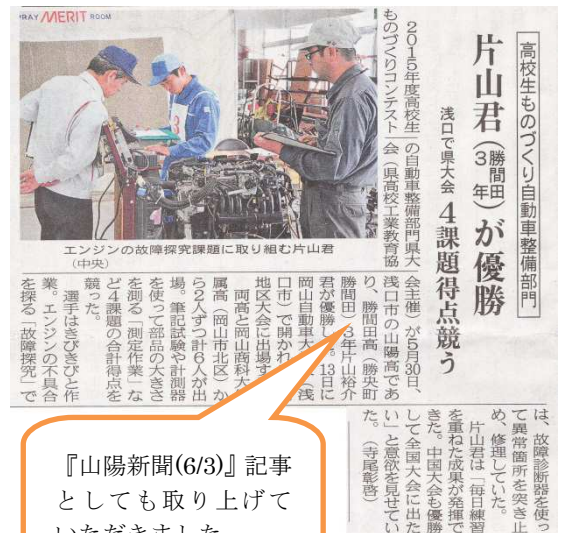 PRAY MERIT ROOM
高校生ものづくり自動車整備部門
片山君(勝間田3年)が優勝
浅口で県大会 4課題得点競う
2015年度高校生
ものづくりコンテスト
の自動車整備部門県大
会(県高校工業教育協
会主催)が5月30日、
浅口市の山陽高であ
り、勝間田高(勝央町
勝間田)3年片山裕介
君が優勝し。13日に
岡山自動車大(浅
口市)で開かれ
地区大会に出場す
両高と岡山商科大
属高(岡山市北区)か
ら2人ずつ計6人が出
場。筆記試験や計測器
を使って部品の大きさ
を測る「測定作業」な
ど4課題の合計得点を
競った。
選手はきびきびと作
業。エンジンの不具合
を探る「故障探究」で
は、故障診断器を使っ
て異常箇所を突き止
め、修理していた。
片山君は「毎日練習
を重ねた成果が発揮で
きた。中国大会も優勝
して全国大会に出た
い」と意欲を見せてい
た。(寺尾彰啓)
エンジンの故障探究課題に取り組む片山君
(中央)
『山陽新聞(6/3)』記事
としても取り上げて
いただきました